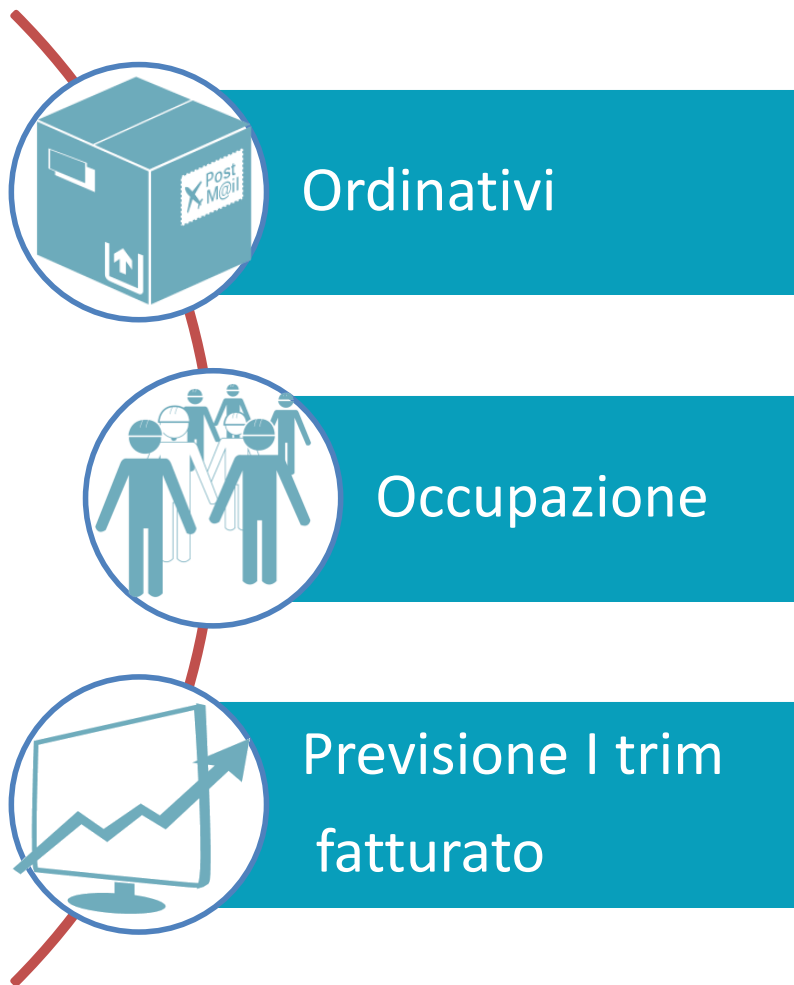 Post
M@il
Ordinativi
Occupazione
Previsione I trim
fatturato